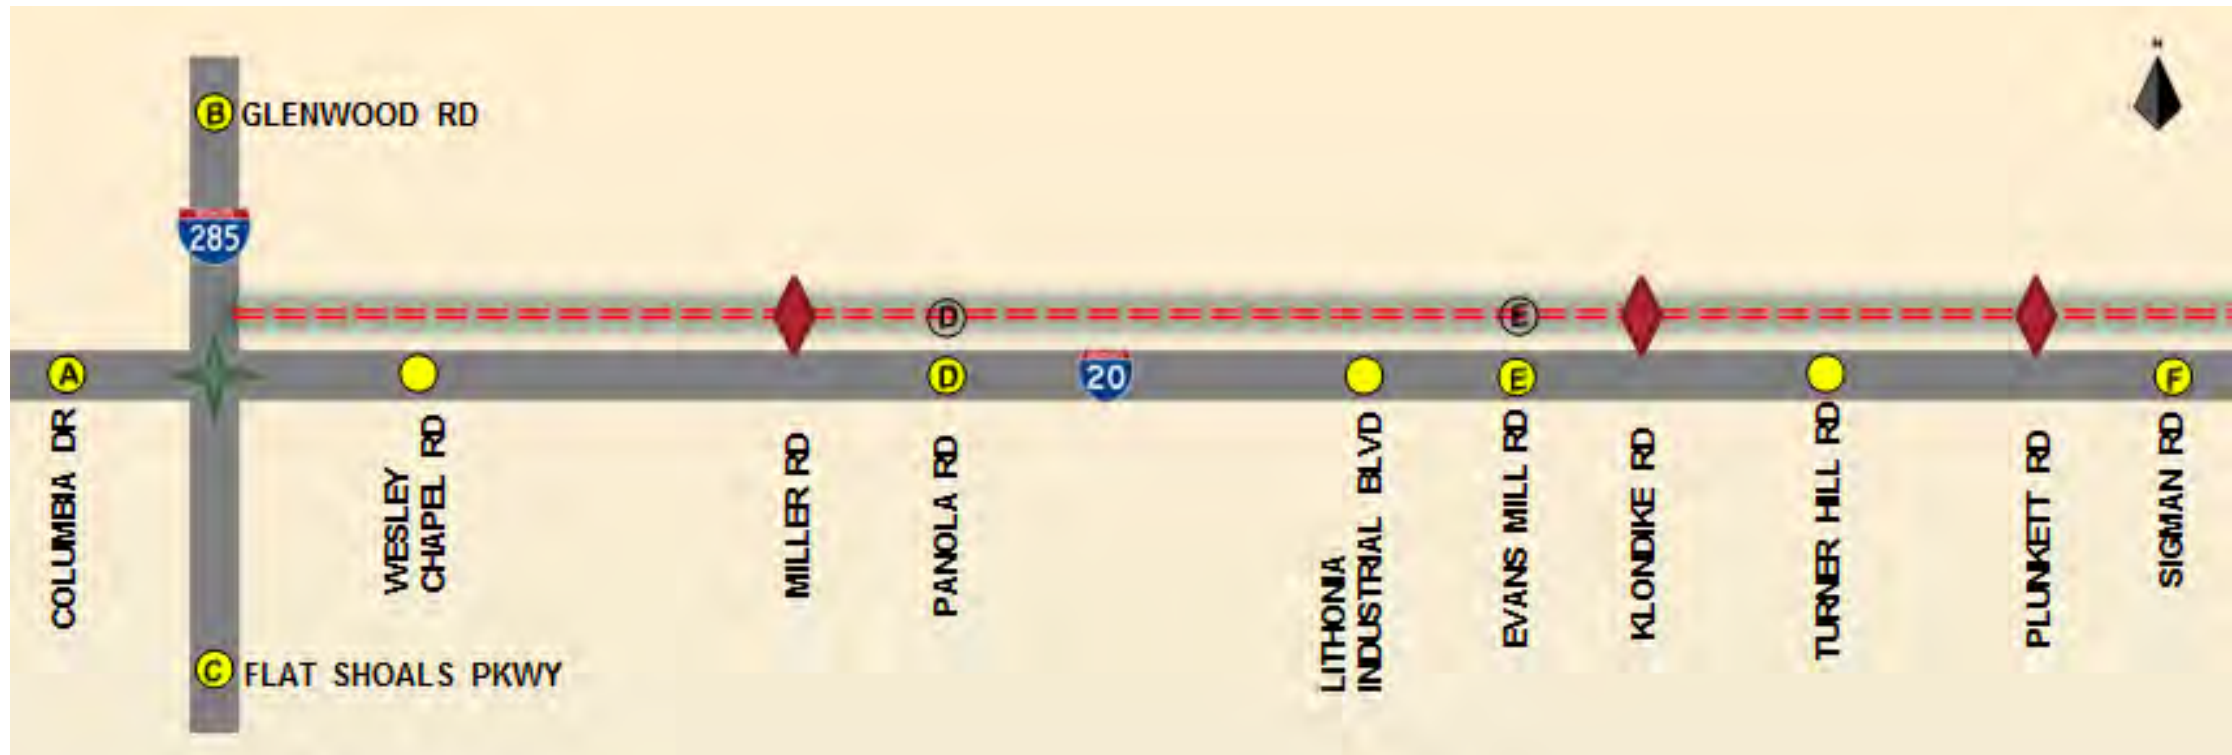 N
B GLENWOOD RD
285
D
E
A
D
20
E
F
COLUMBIA DR
WESLEY
CHAPEL RD
MILLER RD
PANOLA RD
LITHONIA
INDUSTRIAL BLVD
EVANS MILL RD
KLONDIKE RD
TURNER HILL RD
PLUNKETT RD
SIGMAN RD
C FLAT SHOALS PKWY